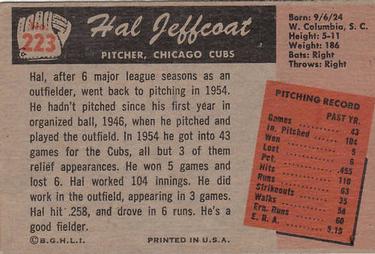 No. 223
Hal Jeffcoat
PITCHER, CHICAGO CUBS
Born: 9/6/24
W. Columbia, S. C.
Height: 5-11
Weight: 186
Bats: Right
Throws: Right
Hal, after 6 major league seasons as an
outfielder, went back to pitching in 1954.
He hadn't pitched since his first year in
organized ball, 1946, when he pitched and
played the outfield. In 1954 he got into 43
games for the Cubs, all but 3 of them
relief appearances. He won 5 games and
lost 6. Hal worked 104 innings. He did
work in the outfield, appearing in 3 games.
Hal hit .258, and drove in 6 runs. He's a
good fielder.
©B.G.H.L.I. PRINTED IN U.S.A.
PITCHING RECORD
PAST YR.
Games 43
In. Pitched 104
Won 5
Lost 6
Pct. .455
Hits 110
Runs 63
Strikeouts 35
Walks 58
Ern. Runs 60
E. R. A. 5.19